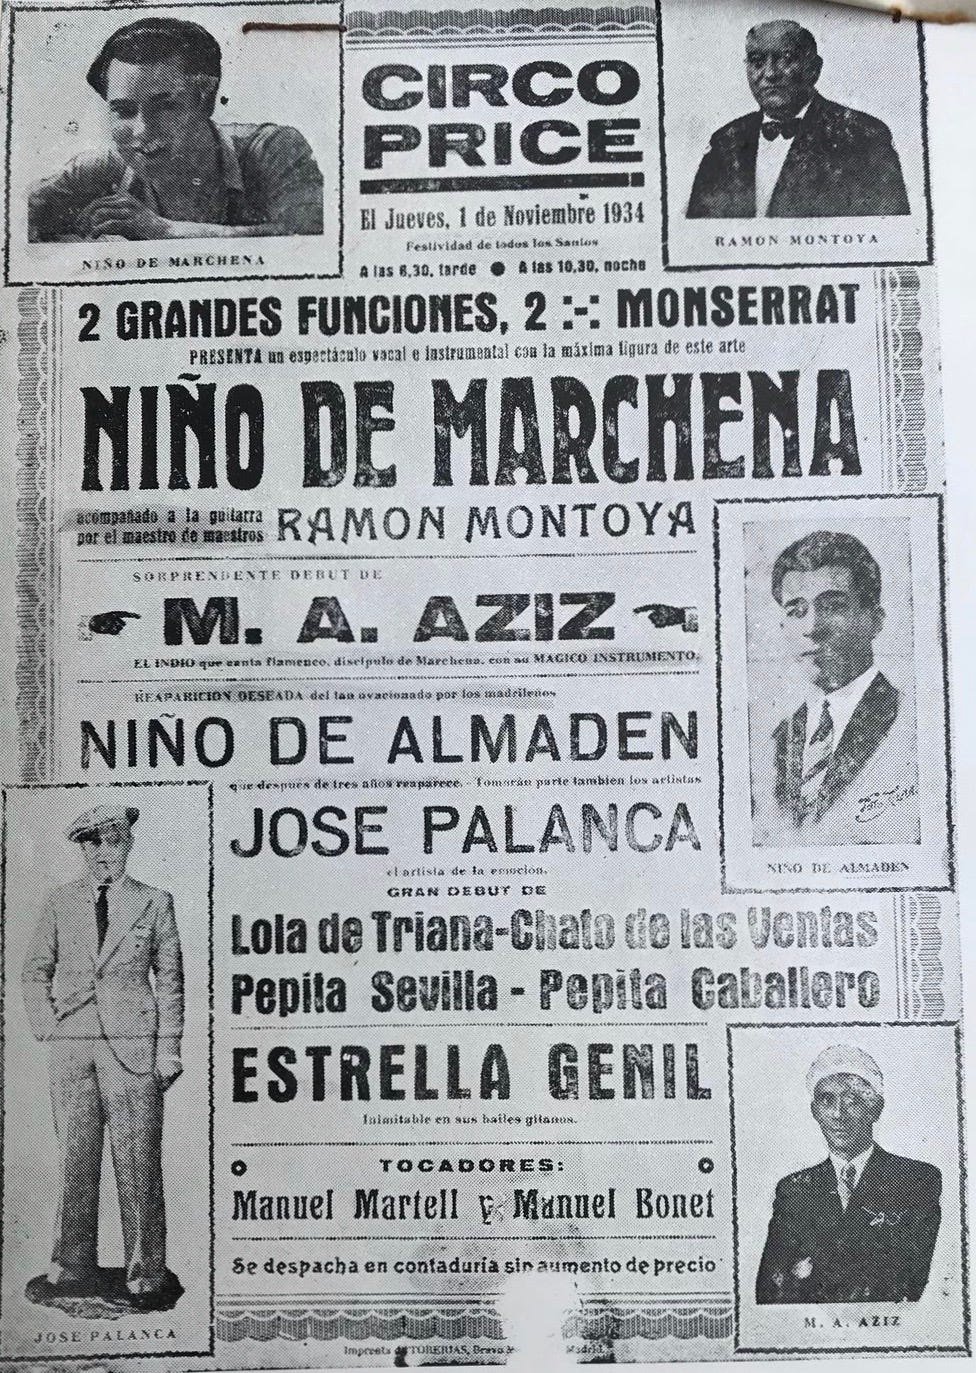 CIRCO
PRICE
El Jueves, 1 de Noviembre 1934
Festividad de todos los Santos
A las 6,30, tarde ● A las 10,30, noche
NIÑO DE MARCHENA
RAMON MONTOYA
2 GRANDES FUNCIONES, 2 :-: MONSERRAT
PRESENTA un espectáculo vocal e instrumental con la máxima figura de este arte
NIÑO DE MARCHENA
acompañado a la guitarra
por el maestro de maestros
RAMON MONTOYA
SORPRENDENTE DEBUT DE
M. A. AZIZ
EL INDIO que canta flamenco, discipulo de Marchena, con su MAGICO INSTRUMENTO.
REAPARICION DESEADA del tan ovacionado por los madrileños
NIÑO DE ALMADEN
que despues de tres años reaparece. - Tomarán parte tambien los artistas
JOSE PALANCA
el artista de la emoción.
NIÑO DE ALMADEN
GRAN DEBUT DE
Lola de Triana-Chato de las Ventas
Pepita Sevilla - Pepita Caballero
ESTRELLA GENIL
Inimitable en sus bailes gitanos.
TOCADORES:
Manuel Martell y Manuel Bonet
Se despacha en contaduría sin aumento de precio
JOSE PALANCA
M. A. AZIZ
Imprenta TOBERIAS, Bravo Madrid.